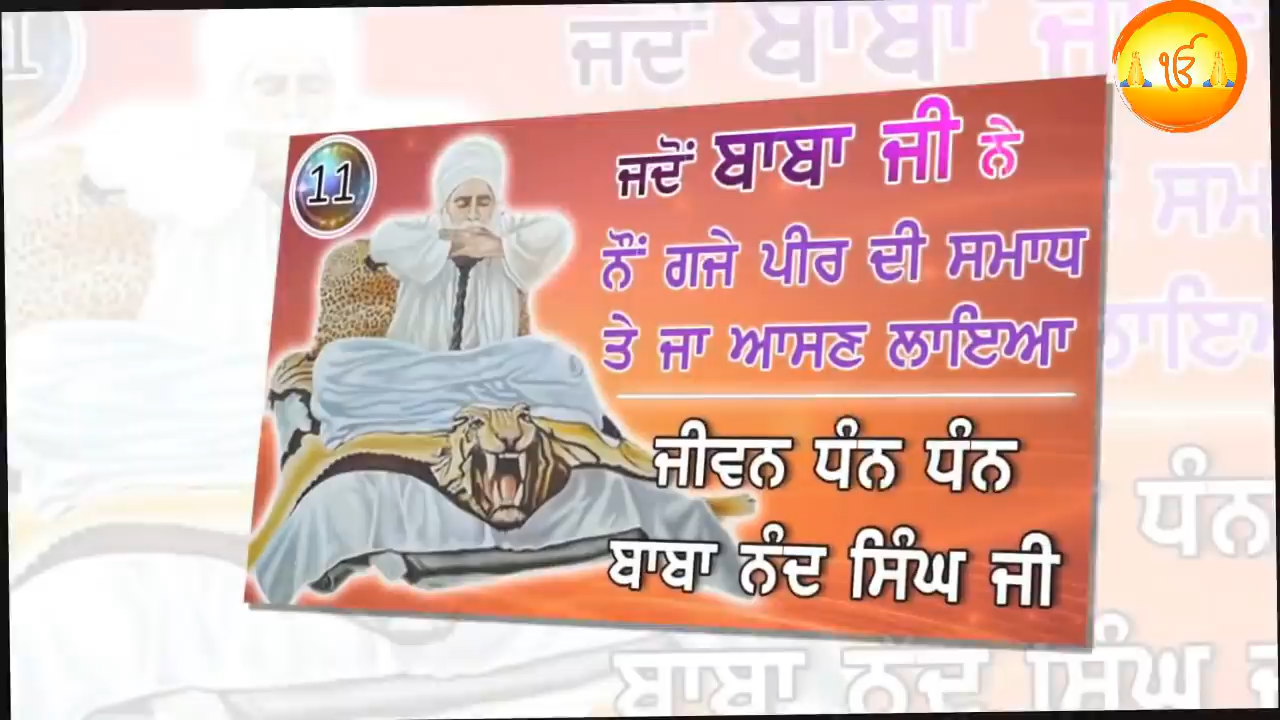 ੴ
11
ਜਦੋਂ ਬਾਬਾ ਜੀ ਨੇ
ਨੌਂ ਗਜੇ ਪੀਰ ਦੀ ਸਮਾਧ
ਤੇ ਜਾ ਆਸਣ ਲਾਇਆ
ਜੀਵਨ ਧੰਨ ਧੰਨ
ਬਾਬਾ ਨੰਦ ਸਿੰਘ ਜੀ